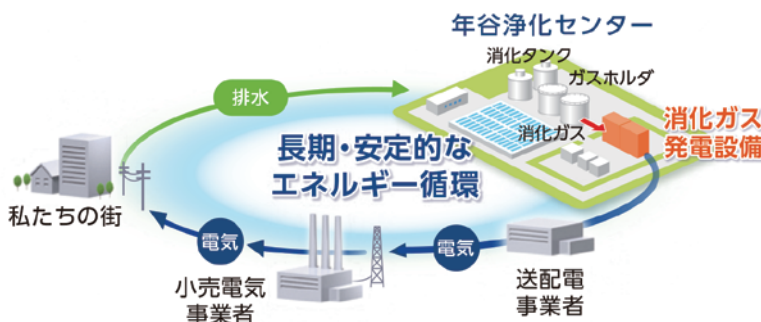 年谷浄化センター
消化タンク
ガスホルダ
排水
消化ガス
消化ガス
発電設備
長期・安定的な
エネルギー循環
私たちの街
電気
電気
小売電気
事業者
送配電
事業者